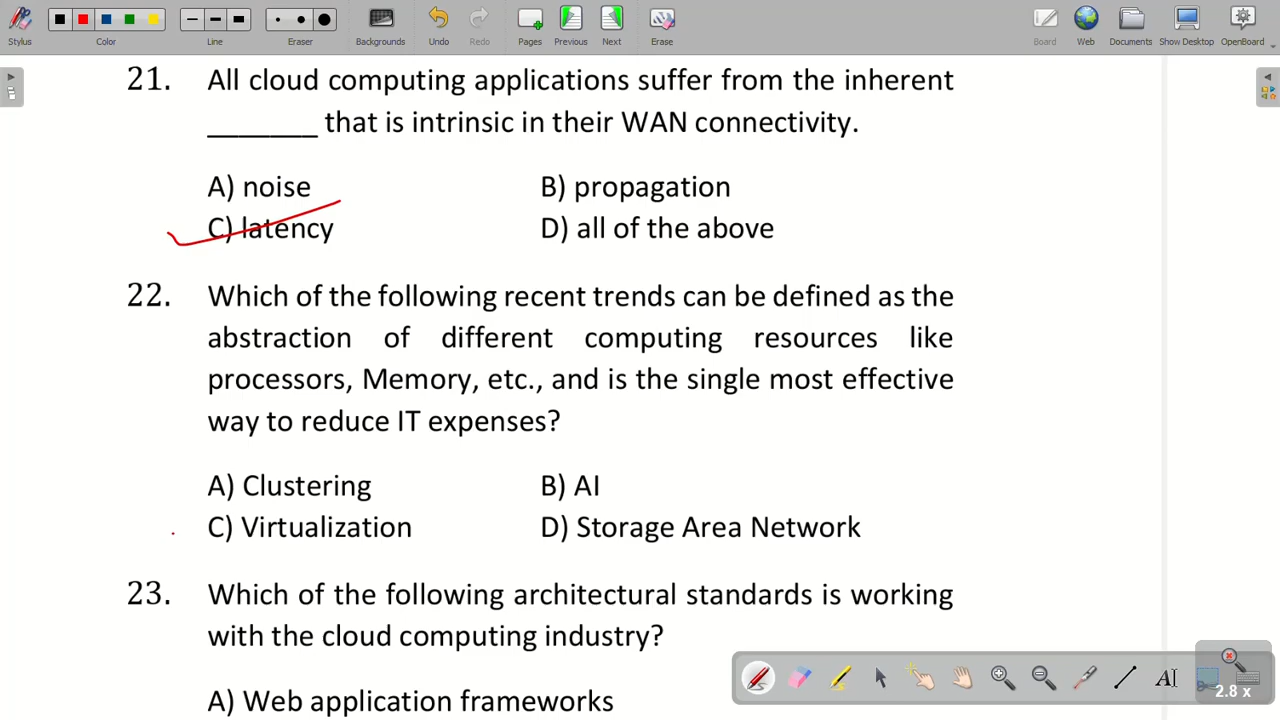 Stylus Color Line Eraser Backgrounds Undo Redo Pages Previous Next Erase Board Web Documents Show Desktop OpenBoard
21. All cloud computing applications suffer from the inherent
_______ that is intrinsic in their WAN connectivity.
A) noise B) propagation
C) latency D) all of the above
22. Which of the following recent trends can be defined as the
abstraction of different computing resources like
processors, Memory, etc., and is the single most effective
way to reduce IT expenses?
A) Clustering B) AI
C) Virtualization D) Storage Area Network
23. Which of the following architectural standards is working
with the cloud computing industry?
A) Web application frameworks
2.8 x